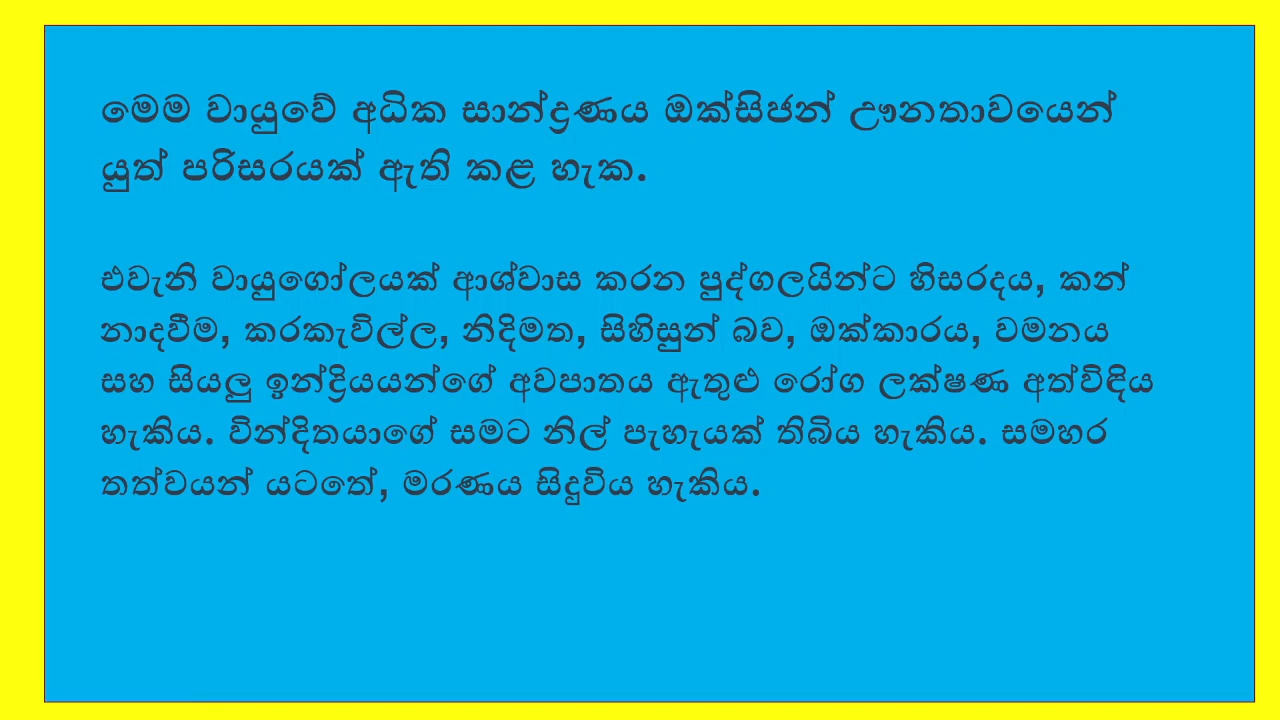 මෙම වායුවේ අධික සාන්ද්‍රණය ඔක්සිජන් ඌනතාවයෙන්
යුත් පරිසරයක් ඇති කළ හැක.
එවැනි වායුගෝලයක් ආශ්වාස කරන පුද්ගලයින්ට හිසරදය, කන්
නාදවීම, කරකැවිල්ල, නිදිමත, සිහිසුන් බව, ඔක්කාරය, වමනය
සහ සියලු ඉන්ද්‍රියයන්ගේ අවපාතය ඇතුළු රෝග ලක්ෂණ අත්විඳිය
හැකිය. වින්දිතයාගේ සමට නිල් පැහැයක් තිබිය හැකිය. සමහර
තත්වයන් යටතේ, මරණය සිදුවිය හැකිය.